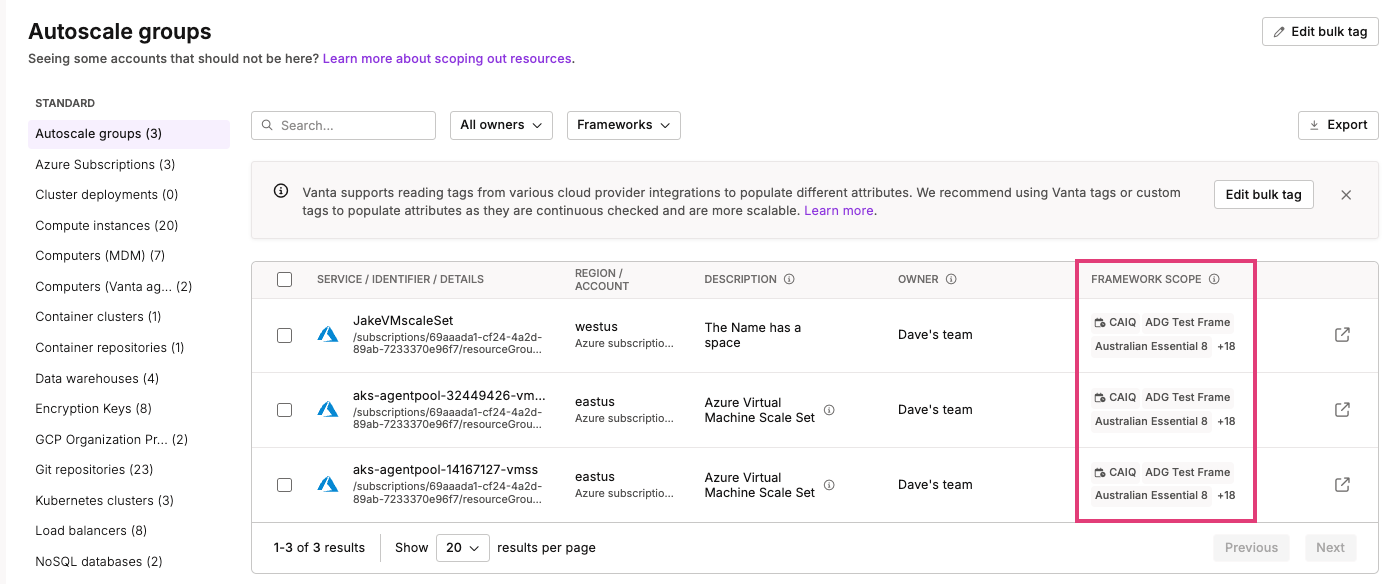 Autoscale groups
Edit bulk tag
Seeing some accounts that should not be here? Learn more about scoping out resources.
STANDARD
Autoscale groups (3)
Azure Subscriptions (3)
Cluster deployments (0)
Compute instances (20)
Computers (MDM) (7)
Computers (Vanta ag... (2)
Container clusters (1)
Container repositories (1)
Data warehouses (4)
Encryption Keys (8)
GCP Organization Pr... (2)
Git repositories (23)
Kubernetes clusters (3)
Load balancers (8)
NoSQL databases (2)
Search...
All owners
Frameworks
Export
Vanta supports reading tags from various cloud provider integrations to populate different attributes. We recommend using Vanta tags or custom
tags to populate attributes as they are continuous checked and are more scalable. Learn more.
Edit bulk tag
SERVICE / IDENTIFIER / DETAILS
REGION /
ACCOUNT
DESCRIPTION
OWNER
FRAMEWORK SCOPE
JakeVMscaleSet
/subscriptions/69aaada1-cf24-4a2d-
89ab-7233370e96f7/resourceGrou...
westus
Azure subscriptio...
The Name has a
space
Dave's team
CAIQ ADG Test Frame
Australian Essential 8 +18
aks-agentpool-32449426-vm...
/subscriptions/69aaada1-cf24-4a2d-
89ab-7233370e96f7/resourceGrou...
eastus
Azure subscriptio...
Azure Virtual
Machine Scale Set
Dave's team
CAIQ ADG Test Frame
Australian Essential 8 +18
aks-agentpool-14167127-vmss
/subscriptions/69aaada1-cf24-4a2d-
89ab-7233370e96f7/resourceGrou...
eastus
Azure subscriptio...
Azure Virtual
Machine Scale Set
Dave's team
CAIQ ADG Test Frame
Australian Essential 8 +18
1-3 of 3 results
Show 20 results per page
Previous
Next